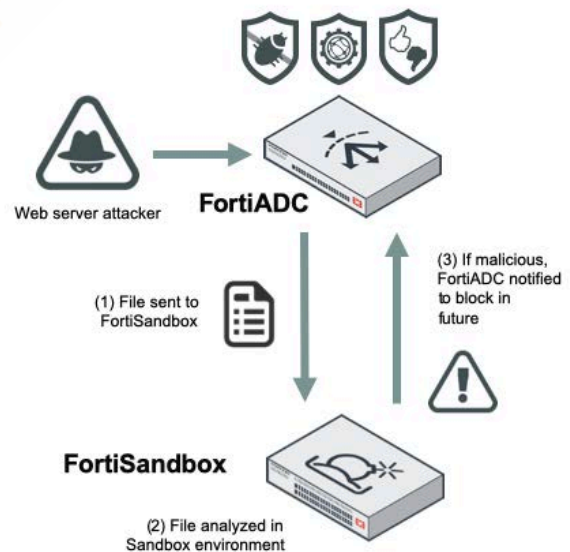 Web server attacker
FortiADC
(1) File sent to
FortiSandbox
(3) If malicious,
FortiADC notified
to block in
future
FortiSandbox
(2) File analyzed in
Sandbox environment